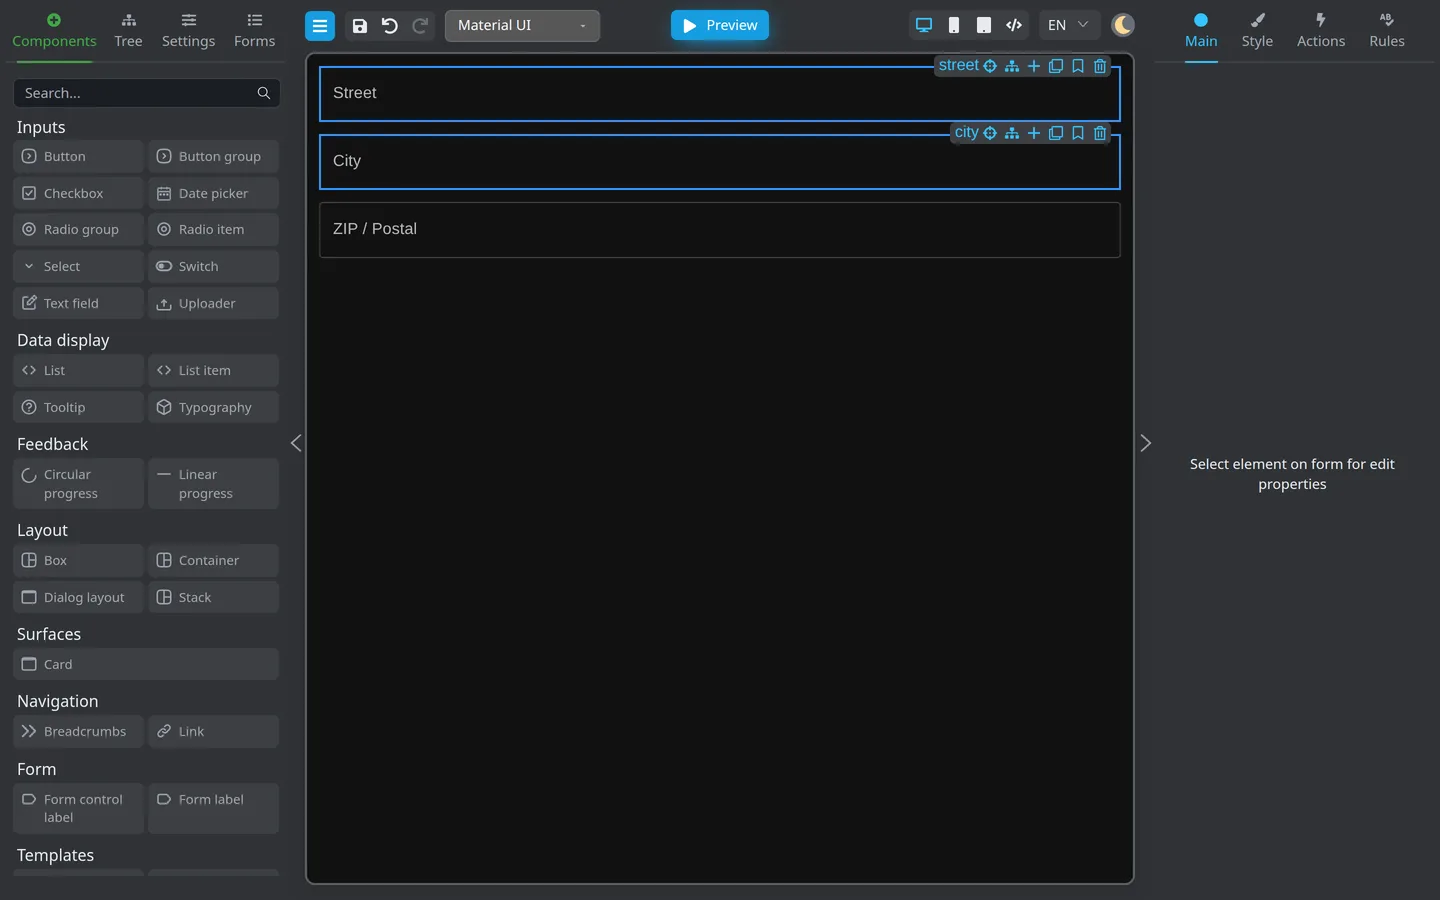 Components
Tree
Settings
Forms
Material UI
Preview
EN
Main
Style
Actions
AB
Rules
Search...
Inputs
Button
Button group
Checkbox
Date picker
Radio group
Radio item
Select
Switch
Text field
Uploader
Data display
List
List item
Tooltip
Typography
Feedback
Circular
progress
Linear
progress
Layout
Box
Container
Dialog layout
Stack
Surfaces
Card
Navigation
Breadcrumbs
Link
Form
Form control
label
Form label
Templates
street
Street
city
City
ZIP / Postal
Select element on form for edit
properties